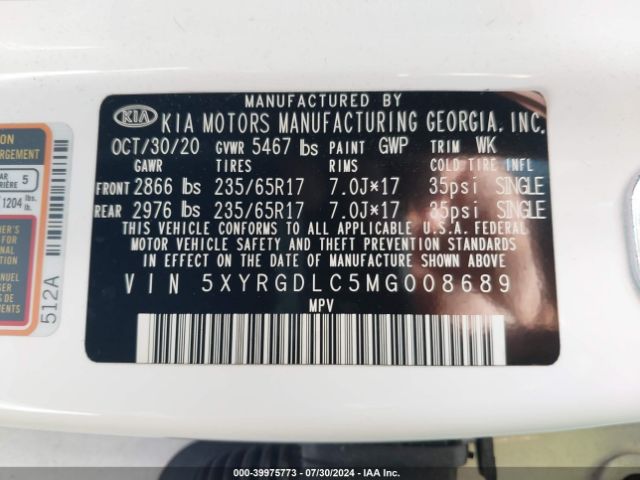 MANUFACTURED BY
KIA KIA MOTORS MANUFACTURING GEORGIA, INC.
OCT/30/20 GVWR 5467 lbs PAINT GWP TRIM WK
GAWR TIRES RIMS COLD TIRE INFL
FRONT 2866 lbs 235/65R17 7.0J*17 35psi SINGLE
REAR 2976 lbs 235/65R17 7.0J*17 35psi SINGLE
THIS VEHICLE CONFORMS TO ALL APPLICABLE U.S.A. FEDERAL
MOTOR VEHICLE SAFETY AND THEFT PREVENTION STANDARDS IN
EFFECT ON THE DATE OF MANUFACTURE SHOWN ABOVE.
VIN 5XYRGDLC5MG008689
MPV
5
1204 lbs.
lb.
512A
000 - 39975773 - 07/30/2024 - IAA Inc.